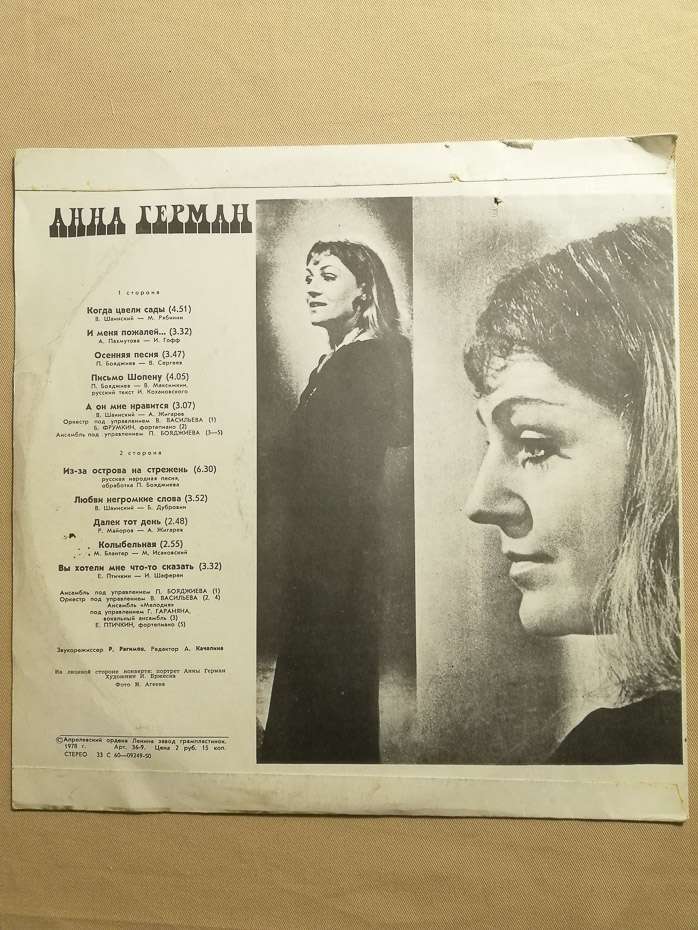 АННА ГЕРМАН
1 сторона
Когда цвели сады (4.51)
В. Шаинский — М. Рябинин
И меня пожалей... (3.32)
А. Пахмутова — И. Гофф
Осенняя песня (3.47)
П. Бояджиев — В. Сергеев
Письмо Шопену (4.05)
П. Бояджиев — В. Максимкин,
русский текст И. Кохановского
А он мне нравится (3.07)
В. Шаинский — А. Жигарев
Оркестр под управлением В. ВАСИЛЬЕВА (1)
Б. ФРУМКИН, фортепиано (2)
Ансамбль под управлением П. БОЯДЖИЕВА (3—5)
2 сторона
Из-за острова на стрежень (6.30)
русская народная песня,
обработка П. Бояджиева
Любви негромкие слова (3.52)
В. Шаинский — Б. Дубровин
Далек тот день (2.48)
Р. Майоров — А. Жигарев
Колыбельная (2.55)
М. Блантер — М. Исаковский
Вы хотели мне что-то сказать (3.32)
Е. Птичкин — И. Шаферан
Ансамбль под управлением П. БОЯДЖИЕВА (1)
Оркестр под управлением В. ВАСИЛЬЕВА (2, 4)
Ансамбль «Мелодия»
под управлением Г. ГАРАНЯНА,
вокальный ансамбль (3)
Е. ПТИЧКИН, фортепиано (5)
Звукорежиссер Р. Рагимов. Редактор А. Качалина
На лицевой стороне конверта: портрет Анны Герман
Художник И.
Фото Н. Агеева
©Апрелевский ордена Ленина завод грампластинок,
1978 г. Арт. 36-9. Цена 2 руб. 15 коп.
СТЕРЕО 33 С 60—09249-50